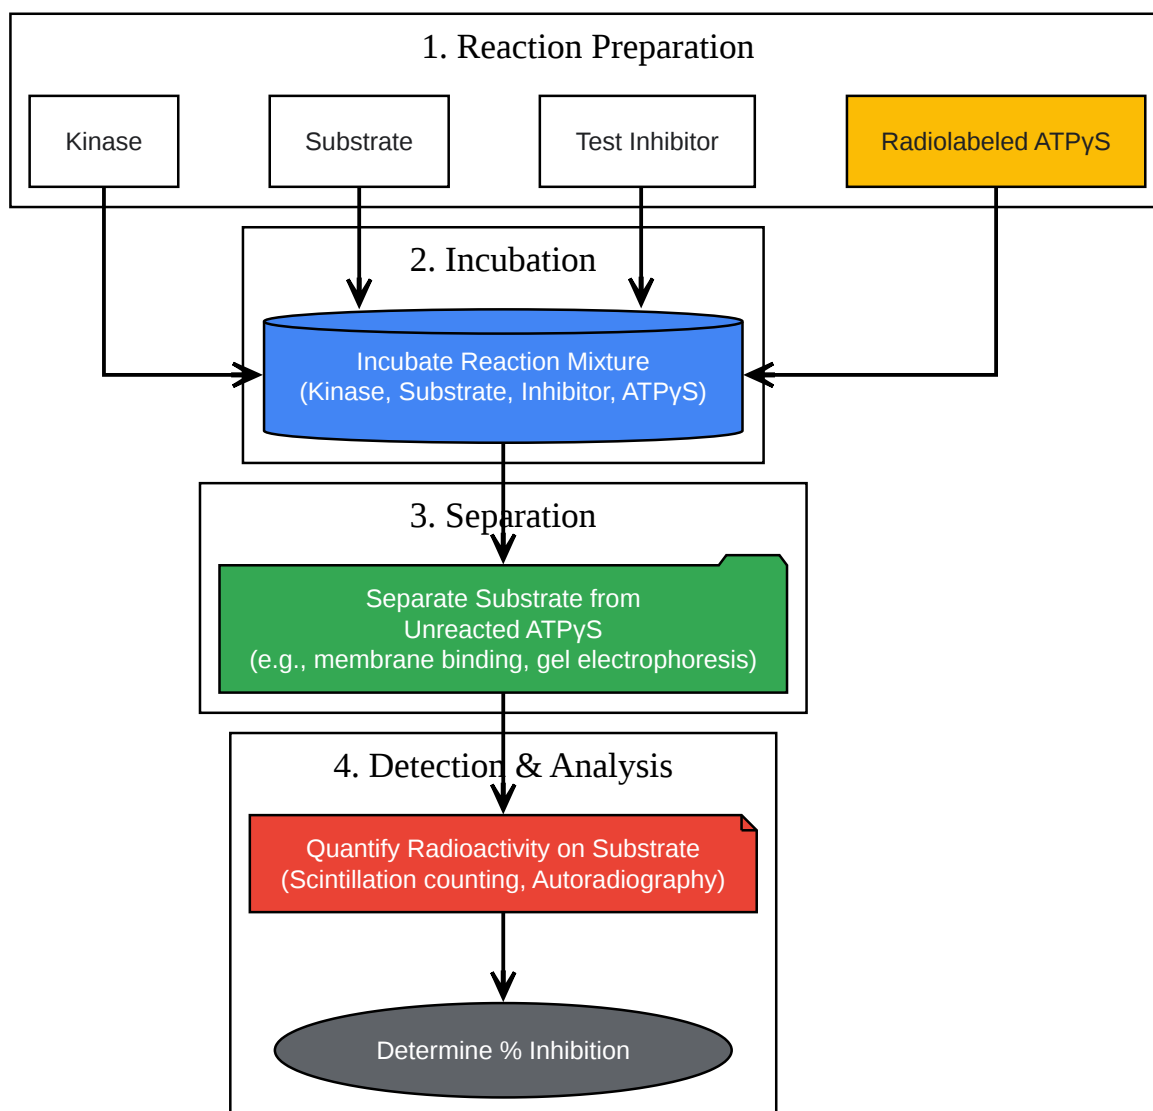 1. Reaction Preparation
Kinase
Substrate
Test Inhibitor
Radiolabeled ATPγS
2. Incubation
Incubate Reaction Mixture
(Kinase, Substrate, Inhibitor, ATPγS)
3. Separation
Separate Substrate from
Unreacted ATPγS
(e.g., membrane binding, gel electrophoresis)
4. Detection & Analysis
Quantify Radioactivity on Substrate
(Scintillation counting, Autoradiography)
Determine % Inhibition